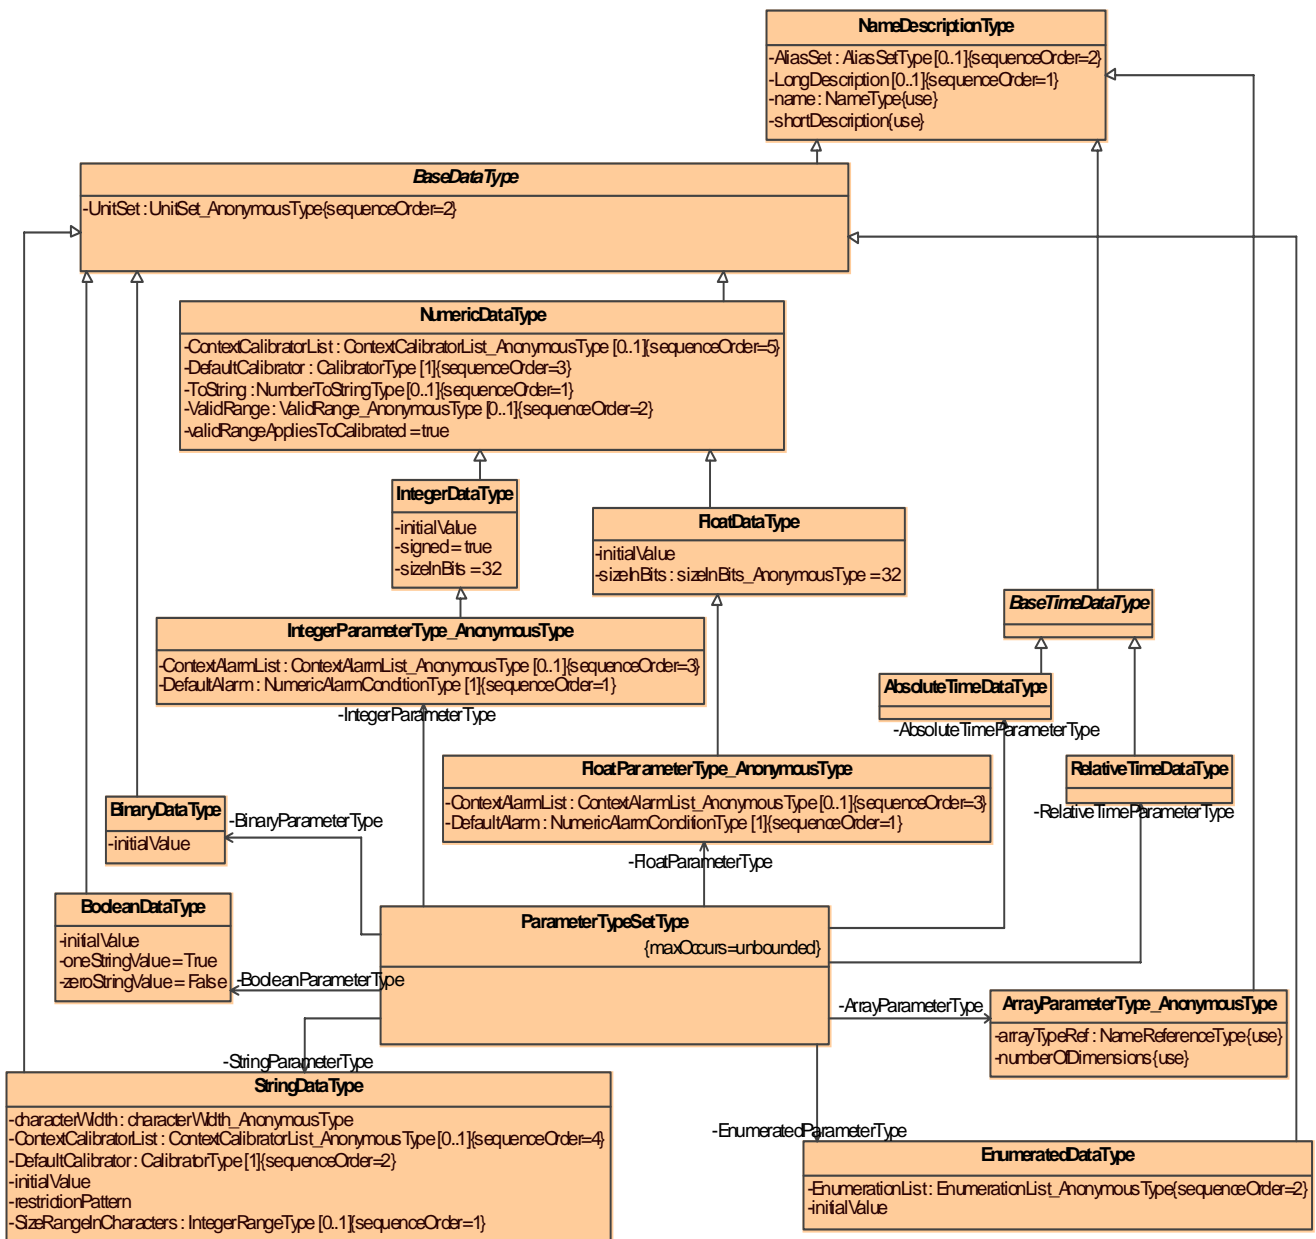 NameDescriptionType
-AliasSet : AliasSetType [0..1]{sequenceOrder=2}
-LongDescription [0..1]{sequenceOrder=1}
-name : NameType{use}
-shortDescription{use}
BaseDataType
-UnitSet : UnitSet_AnonymousType{sequenceOrder=2}
NumericDataType
-ContextCalibratorList : ContextCalibratorList_AnonymousType [0..1]{sequenceOrder=5}
-DefaultCalibrator : CalibratorType [1]{sequenceOrder=3}
-ToString : NumberToStringType [0..1]{sequenceOrder=1}
-ValidRange : ValidRange_AnonymousType [0..1]{sequenceOrder=2}
-validRangeAppliesToCalibrated = true
IntegerDataType
-initialValue
-signed = true
-sizeInBits = 32
FloatDataType
-initialValue
-sizeInBits : sizeInBits_AnonymousType = 32
BaseTimeDataType
IntegerParameterType_AnonymousType
-ContextAlarmList : ContextAlarmList_AnonymousType [0..1]{sequenceOrder=3}
-DefaultAlarm : NumericAlarmConditionType [1]{sequenceOrder=1}
-IntegerParameterType
AbsoluteTimeDataType
-AbsoluteTimeParameterType
FloatParameterType_AnonymousType
-ContextAlarmList : ContextAlarmList_AnonymousType [0..1]{sequenceOrder=3}
-DefaultAlarm : NumericAlarmConditionType [1]{sequenceOrder=1}
-FloatParameterType
RelativeTimeDataType
-RelativeTimeParameterType
BinaryDataType
-initialValue
-BinaryParameterType
BooleanDataType
-initialValue
-oneStringValue = True
-zeroStringValue = False
-BooleanParameterType
ParameterTypeSetType
{maxOccurs=unbounded}
-ArrayParameterType
ArrayParameterType_AnonymousType
-arrayTypeRef : NameReferenceType{use}
-numberOfDimensions{use}
-StringParameterType
StringDataType
-characterWidth : characterWidth_AnonymousType
-ContextCalibratorList : ContextCalibratorList_AnonymousType [0..1]{sequenceOrder=4}
-DefaultCalibrator : CalibratorType [1]{sequenceOrder=2}
-initialValue
-restrictionPattern
-SizeRangeInCharacters : IntegerRangeType [0..1]{sequenceOrder=1}
-EnumeratedParameterType
EnumeratedDataType
-EnumerationList : EnumerationList_AnonymousType{sequenceOrder=2}
-initialValue